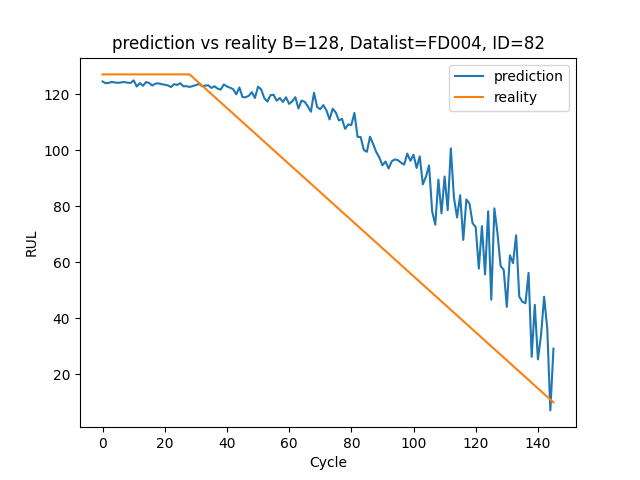 prediction vs reality B=128, Datalist=FD004, ID=82
prediction
reality
RUL
120
100
80
60
40
20
0 20 40 60 80 100 120 140
Cycle